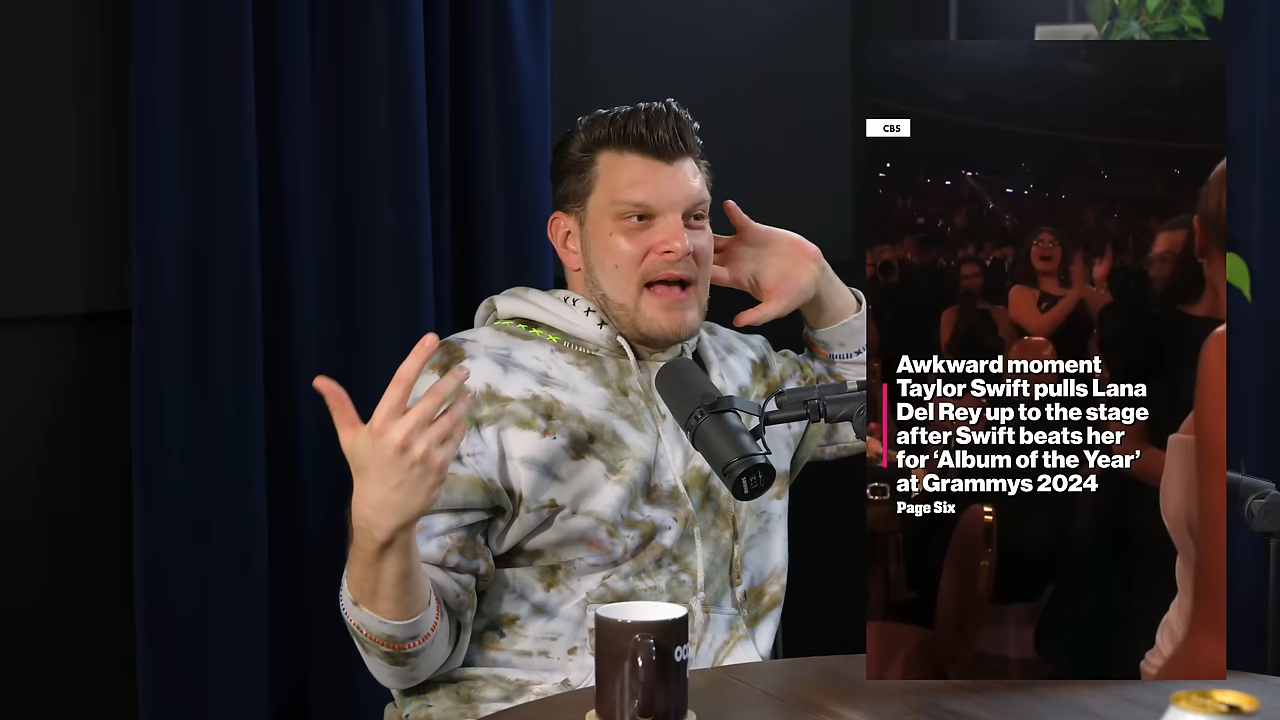 CBS
Awkward moment
Taylor Swift pulls Lana
Del Rey up to the stage
after Swift beats her
for ‘Album of the Year’
at Grammys 2024
Page Six